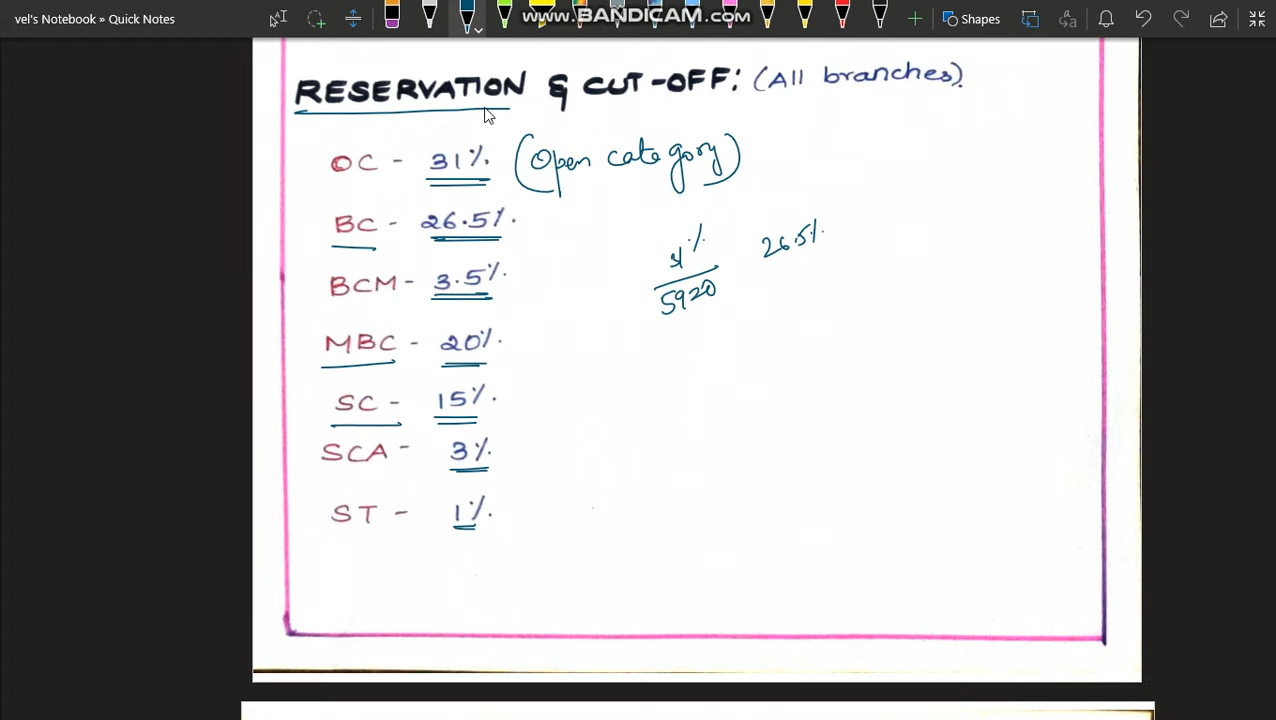 vel's Notebook » Quick Notes
www.BANDICAM.com
Shapes
RESERVATION & CUT-OFF: (All branches).
OC - 31%. (Open category)
BC - 26.5%.
31% 26.5%
5920
BCM - 3.5%.
MBC - 20%.
SC - 15%.
SCA - 3%.
ST - 1%.